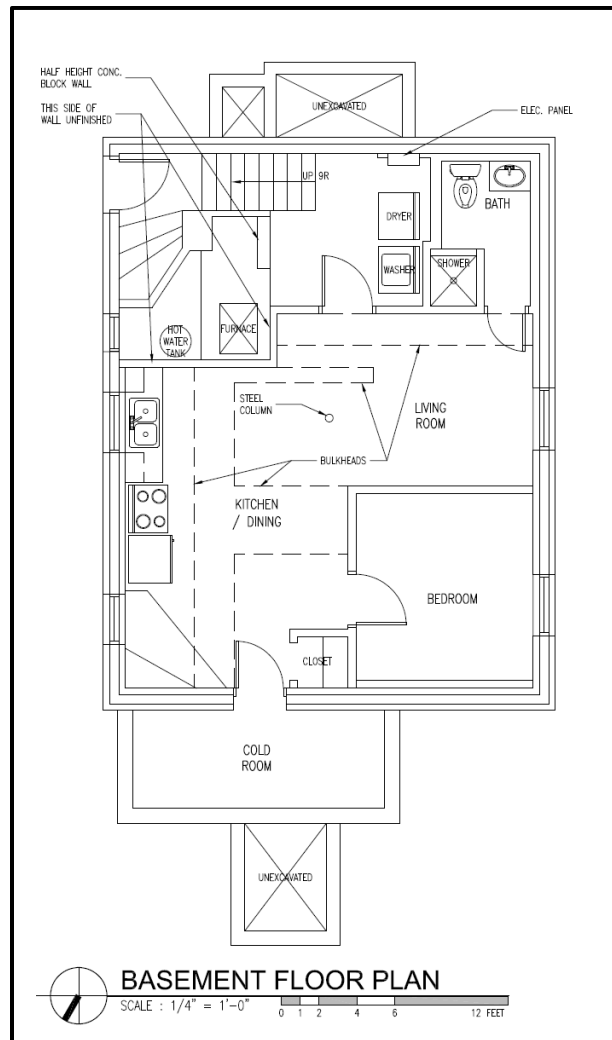 HALF HEIGHT CONC.
BLOCK WALL
THIS SIDE OF
WALL UNFINISHED
UNEXCAVATED
ELEC. PANEL
UP 9R
DRYER
BATH
WASHER
SHOWER
HOT
WATER
TANK
FURNACE
STEEL
COLUMN
LIVING
ROOM
BULKHEADS
KITCHEN
/ DINING
BEDROOM
CLOSET
COLD
ROOM
UNEXCAVATED
BASEMENT FLOOR PLAN
SCALE : 1/4" = 1'-0"
0 1 2 4 6 12 FEET